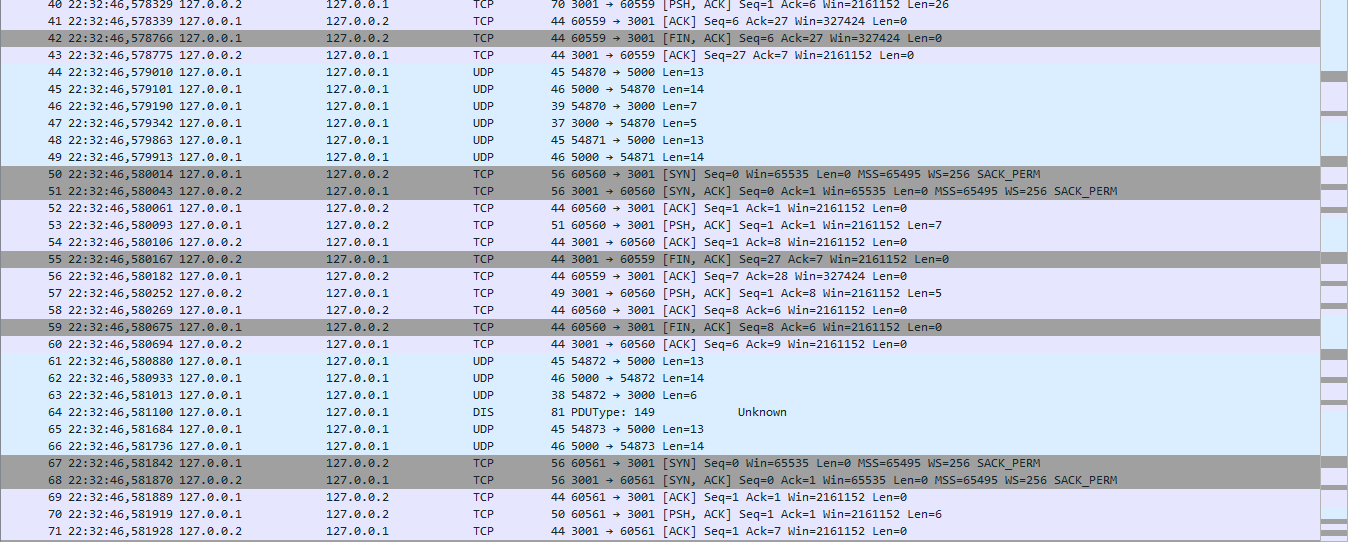 40 22:32:46,578329 127.0.0.2 127.0.0.1 TCP 70 3001 → 60559 [PSH, ACK] Seq=1 Ack=6 Win=2161152 Len=26
41 22:32:46,578339 127.0.0.1 127.0.0.2 TCP 44 60559 → 3001 [ACK] Seq=6 Ack=27 Win=327424 Len=0
42 22:32:46,578766 127.0.0.1 127.0.0.2 TCP 44 60559 → 3001 [FIN, ACK] Seq=6 Ack=27 Win=327424 Len=0
43 22:32:46,578775 127.0.0.2 127.0.0.1 TCP 44 3001 → 60559 [ACK] Seq=27 Ack=7 Win=2161152 Len=0
44 22:32:46,579010 127.0.0.1 127.0.0.1 UDP 45 54870 → 5000 Len=13
45 22:32:46,579101 127.0.0.1 127.0.0.1 UDP 46 5000 → 54870 Len=14
46 22:32:46,579190 127.0.0.1 127.0.0.1 UDP 39 54870 → 3000 Len=7
47 22:32:46,579342 127.0.0.1 127.0.0.1 UDP 37 3000 → 54870 Len=5
48 22:32:46,579863 127.0.0.1 127.0.0.1 UDP 45 54871 → 5000 Len=13
49 22:32:46,579913 127.0.0.1 127.0.0.1 UDP 46 5000 → 54871 Len=14
50 22:32:46,580014 127.0.0.1 127.0.0.2 TCP 56 60560 → 3001 [SYN] Seq=0 Win=65535 Len=0 MSS=65495 WS=256 SACK_PERM
51 22:32:46,580043 127.0.0.2 127.0.0.1 TCP 56 3001 → 60560 [SYN, ACK] Seq=0 Ack=1 Win=65535 Len=0 MSS=65495 WS=256 SACK_PERM
52 22:32:46,580061 127.0.0.1 127.0.0.2 TCP 44 60560 → 3001 [ACK] Seq=1 Ack=1 Win=2161152 Len=0
53 22:32:46,580093 127.0.0.1 127.0.0.2 TCP 51 60560 → 3001 [PSH, ACK] Seq=1 Ack=1 Win=2161152 Len=7
54 22:32:46,580106 127.0.0.2 127.0.0.1 TCP 44 3001 → 60560 [ACK] Seq=1 Ack=8 Win=2161152 Len=0
55 22:32:46,580167 127.0.0.2 127.0.0.1 TCP 44 3001 → 60559 [FIN, ACK] Seq=27 Ack=7 Win=2161152 Len=0
56 22:32:46,580182 127.0.0.1 127.0.0.2 TCP 44 60559 → 3001 [ACK] Seq=7 Ack=28 Win=327424 Len=0
57 22:32:46,580252 127.0.0.2 127.0.0.1 TCP 49 3001 → 60560 [PSH, ACK] Seq=1 Ack=8 Win=2161152 Len=5
58 22:32:46,580269 127.0.0.1 127.0.0.2 TCP 44 60560 → 3001 [ACK] Seq=8 Ack=6 Win=2161152 Len=0
59 22:32:46,580675 127.0.0.1 127.0.0.2 TCP 44 60560 → 3001 [FIN, ACK] Seq=8 Ack=6 Win=2161152 Len=0
60 22:32:46,580694 127.0.0.2 127.0.0.1 TCP 44 3001 → 60560 [ACK] Seq=6 Ack=9 Win=2161152 Len=0
61 22:32:46,580880 127.0.0.1 127.0.0.1 UDP 45 54872 → 5000 Len=13
62 22:32:46,580933 127.0.0.1 127.0.0.1 UDP 46 5000 → 54872 Len=14
63 22:32:46,581013 127.0.0.1 127.0.0.1 UDP 38 54872 → 3000 Len=6
64 22:32:46,581100 127.0.0.1 127.0.0.1 DIS 81 PDUType: 149 Unknown
65 22:32:46,581684 127.0.0.1 127.0.0.1 UDP 45 54873 → 5000 Len=13
66 22:32:46,581736 127.0.0.1 127.0.0.1 UDP 46 5000 → 54873 Len=14
67 22:32:46,581842 127.0.0.1 127.0.0.2 TCP 56 60561 → 3001 [SYN] Seq=0 Win=65535 Len=0 MSS=65495 WS=256 SACK_PERM
68 22:32:46,581870 127.0.0.2 127.0.0.1 TCP 56 3001 → 60561 [SYN, ACK] Seq=0 Ack=1 Win=65535 Len=0 MSS=65495 WS=256 SACK_PERM
69 22:32:46,581889 127.0.0.1 127.0.0.2 TCP 44 60561 → 3001 [ACK] Seq=1 Ack=1 Win=2161152 Len=0
70 22:32:46,581919 127.0.0.1 127.0.0.2 TCP 50 60561 → 3001 [PSH, ACK] Seq=1 Ack=1 Win=2161152 Len=6
71 22:32:46,581928 127.0.0.2 127.0.0.1 TCP 44 3001 → 60561 [ACK] Seq=1 Ack=7 Win=2161152 Len=0